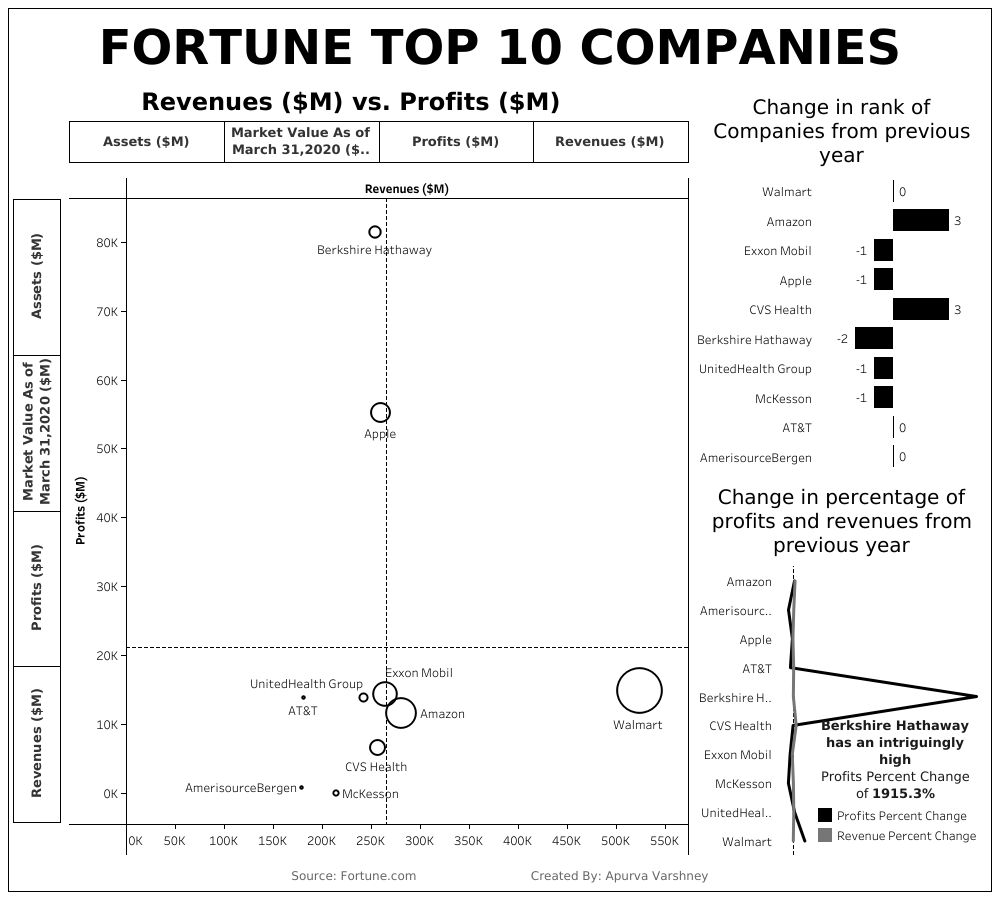 FORTUNE TOP 10 COMPANIES
Revenues ($M) vs. Profits ($M)
Assets ($M)
Market Value As of
March 31,2020 ($..
Profits ($M)
Revenues ($M)
Assets ($M)
Market Value As of
March 31,2020 ($M)
Profits ($M)
Revenues ($M)
Revenues ($M)
Profits ($M)
80K
70K
60K
50K
40K
30K
20K
10K
0K
Berkshire Hathaway
Apple
Exxon Mobil
UnitedHealth Group
AT&T
Amazon
Walmart
CVS Health
AmerisourceBergen
McKesson
0K
50K
100K
150K
200K
250K
300K
350K
400K
450K
500K
550K
Change in rank of
Companies from previous
year
Walmart 0
Amazon 3
Exxon Mobil -1
Apple -1
CVS Health 3
Berkshire Hathaway -2
UnitedHealth Group -1
McKesson -1
AT&T 0
AmerisourceBergen 0
Change in percentage of
profits and revenues from
previous year
Amazon
Amerisourc..
Apple
AT&T
Berkshire H..
CVS Health
Exxon Mobil
McKesson
UnitedHeal..
Walmart
Berkshire Hathaway
has an intriguingly
high
Profits Percent Change
of 1915.3%
Profits Percent Change
Revenue Percent Change
Source: Fortune.com
Created By: Apurva Varshney